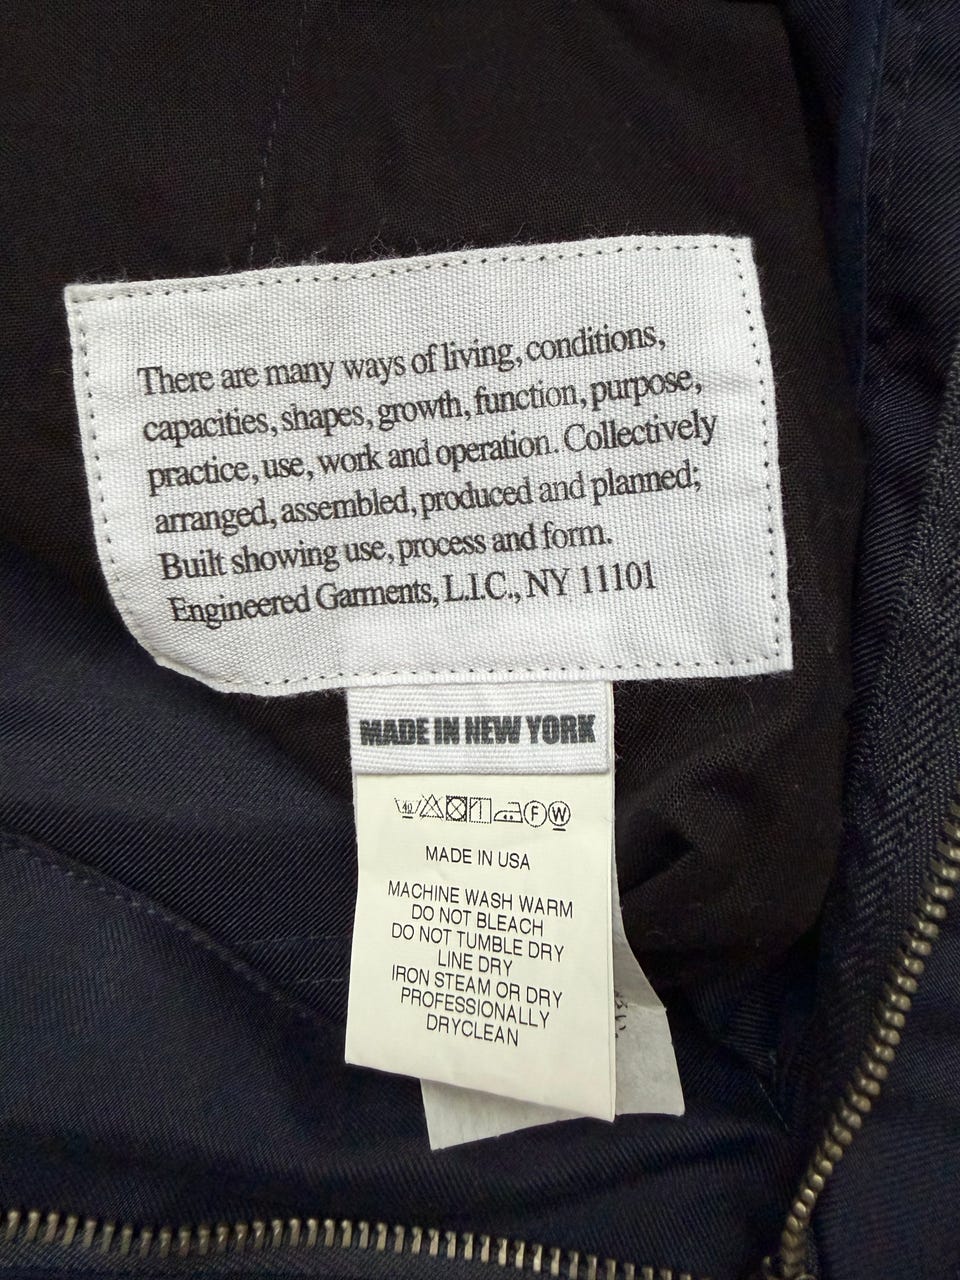 There are many ways of living, conditions,
capacities, shapes, growth, function, purpose,
practice, use, work and operation. Collectively
arranged, assembled, produced and planned;
Built showing use, process and form.
Engineered Garments, L.I.C., NY 11101
MADE IN NEW YORK
40 F W
MADE IN USA
MACHINE WASH WARM
DO NOT BLEACH
DO NOT TUMBLE DRY
LINE DRY
IRON STEAM OR DRY
PROFESSIONALLY
DRYCLEAN